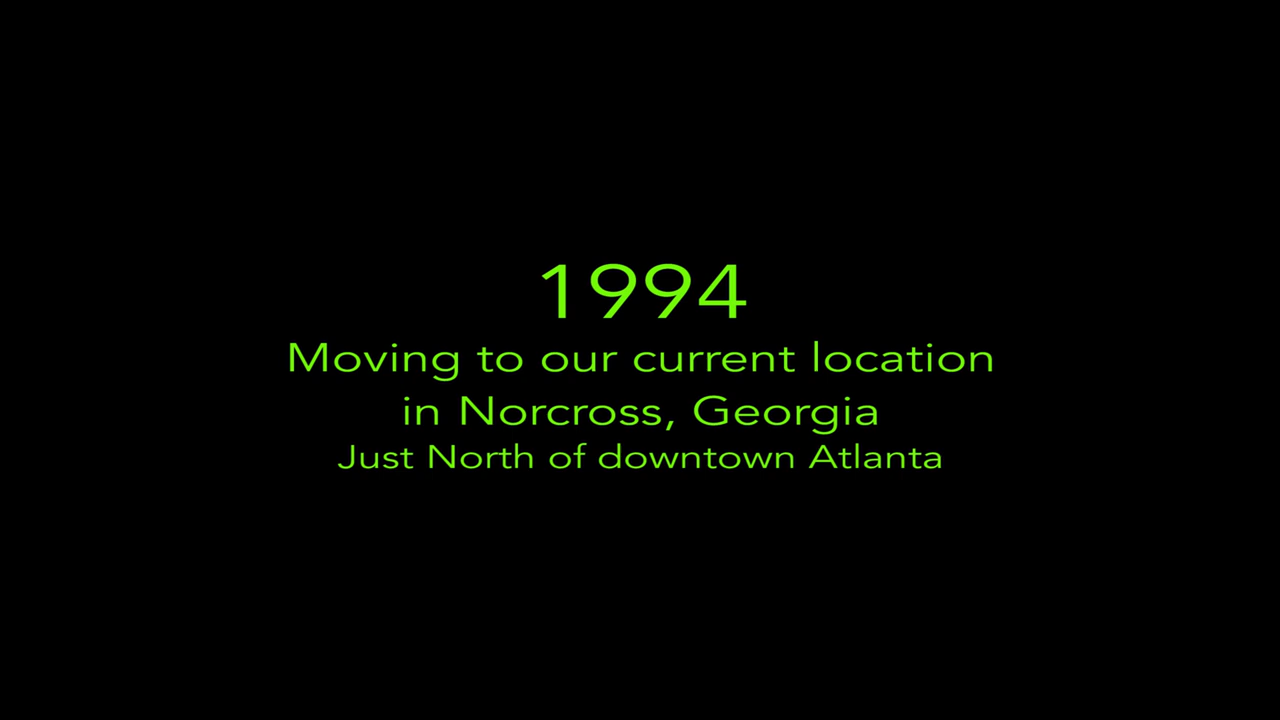 1994
Moving to our current location
in Norcross, Georgia
Just North of downtown Atlanta